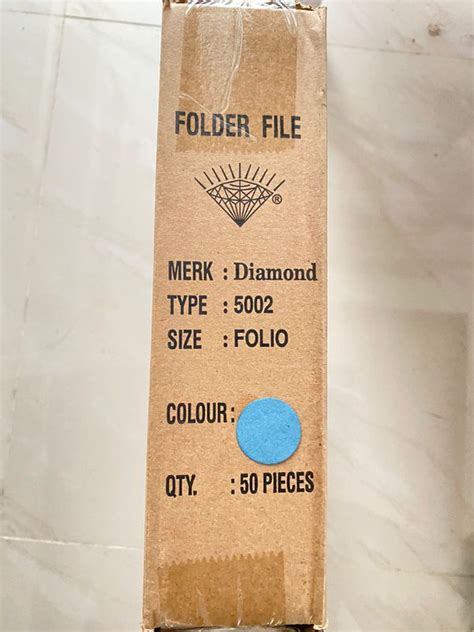 FOLDER FILE
®
MERK : Diamond
TYPE : 5002
SIZE : FOLIO
COLOUR :
QTY. : 50 PIECES